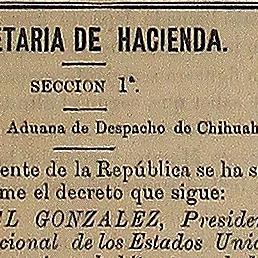 ETARIA DE HACIENDA.
SECCION 1ª.
Aduana de Despacho de Chihuah
ente de la República se ha s
me el decreto que sigue:
EL GONZALEZ, Presiden
cional de los Estados Unid